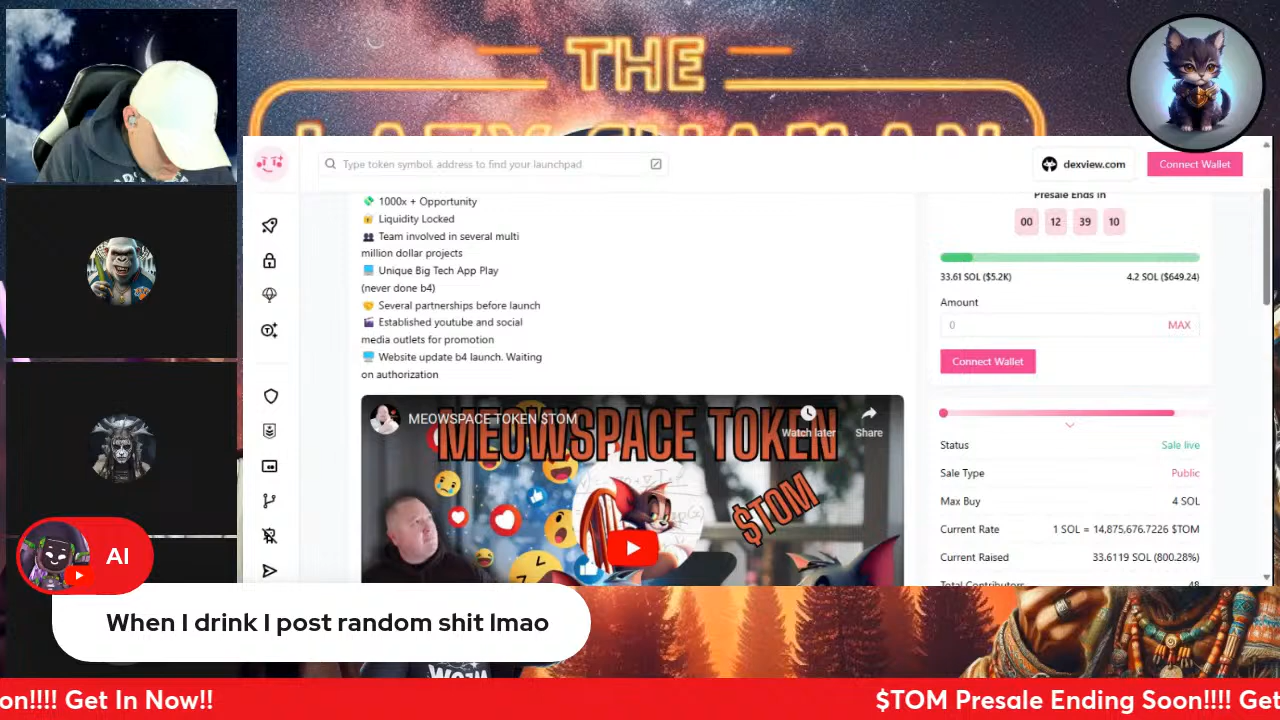 THE
LAZY SHAMAN
Type token symbol, address to find your launchpad
dexview.com
Connect Wallet
💸 1000x + Opportunity
🔒 Liquidity Locked
👥 Team involved in several multi
million dollar projects
💻 Unique Big Tech App Play
(never done b4)
🤝 Several partnerships before launch
🎬 Established youtube and social
media outlets for promotion
💻 Website update b4 launch. Waiting
on authorization
MEOWSPACE TOKEN $TOM
Watch later
Share
MEOWSPACE TOKEN
$TOM
Presale Ends In
00 12 39 10
33.61 SOL ($5.2K) 4.2 SOL ($649.24)
Amount
0 MAX
Connect Wallet
Status Sale live
Sale Type Public
Max Buy 4 SOL
Current Rate 1 SOL = 14,875,676.7226 $TOM
Current Raised 33.6119 SOL (800.28%)
Total Contributors 48
AI
When I drink I post random shit lmao
on!!!! Get In Now!! $TOM Presale Ending Soon!!!! Get